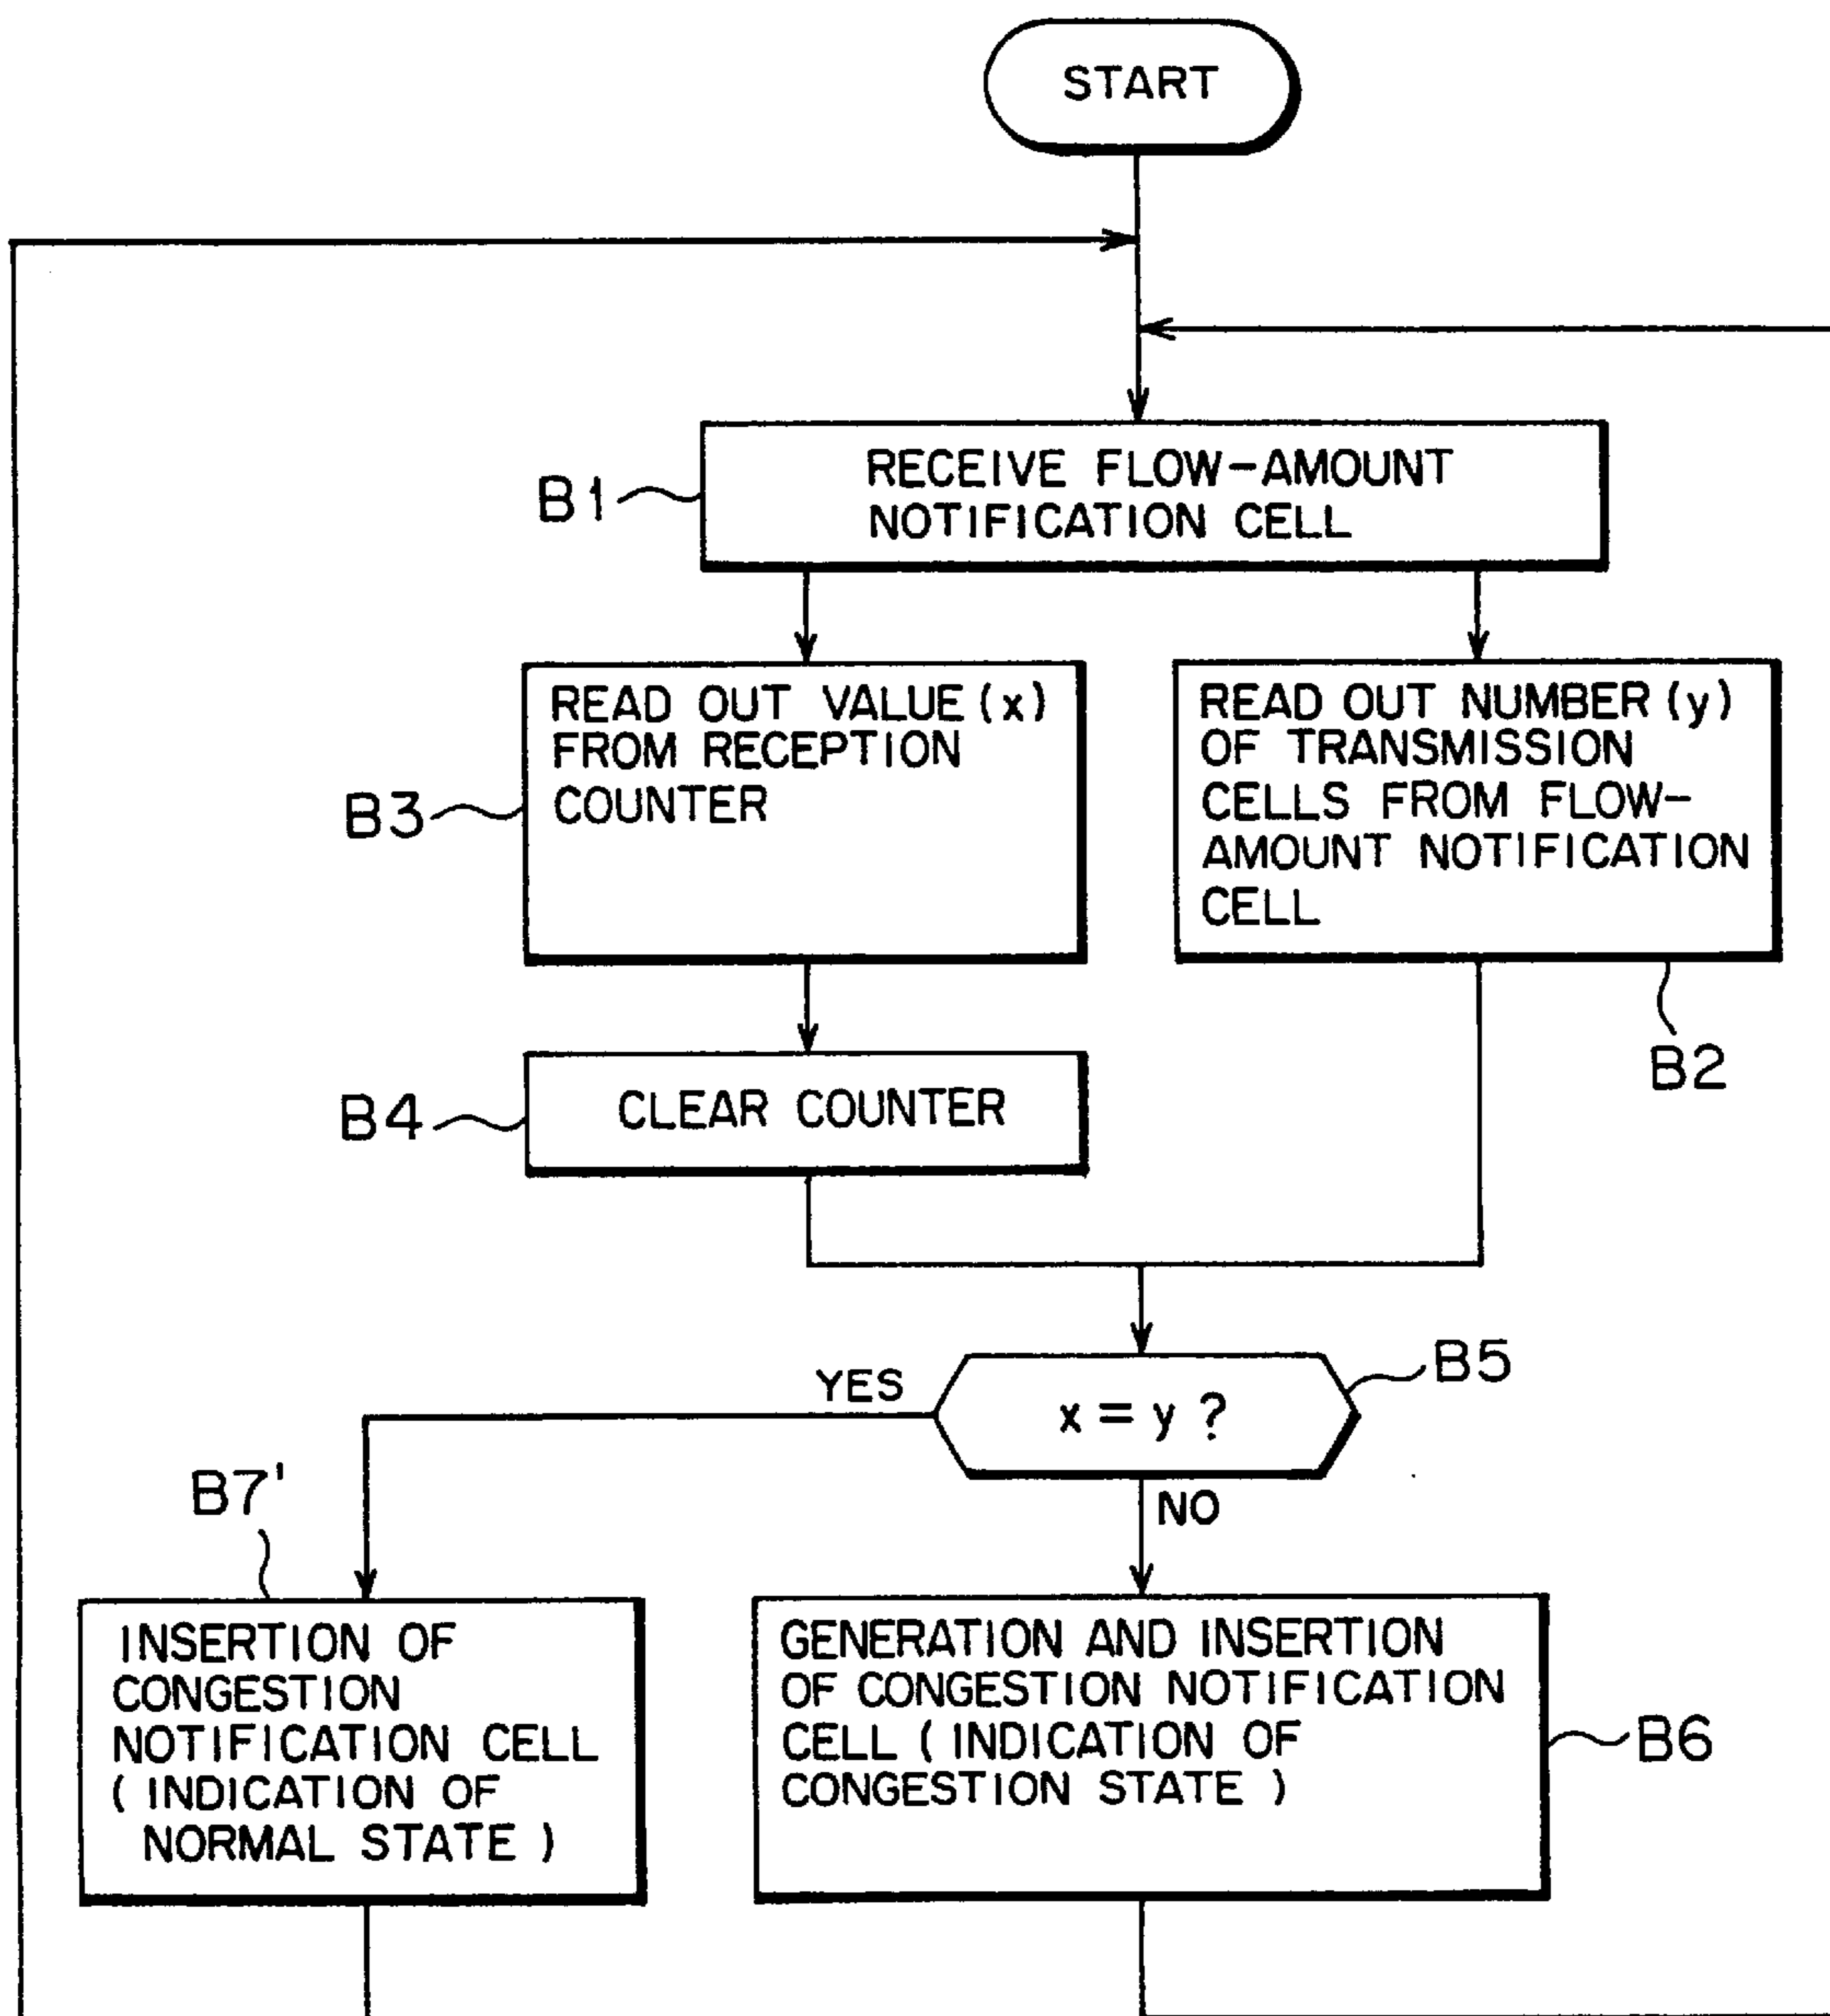 START
B1
RECEIVE FLOW-AMOUNT
NOTIFICATION CELL
B3
READ OUT VALUE (x)
FROM RECEPTION
COUNTER
READ OUT NUMBER (y)
OF TRANSMISSION
CELLS FROM FLOW-
AMOUNT NOTIFICATION
CELL
B2
B4
CLEAR COUNTER
B5
YES
x = y ?
NO
B7'
INSERTION OF
CONGESTION
NOTIFICATION CELL
( INDICATION OF
NORMAL STATE )
GENERATION AND INSERTION
OF CONGESTION NOTIFICATION
CELL ( INDICATION OF
CONGESTION STATE )
B6